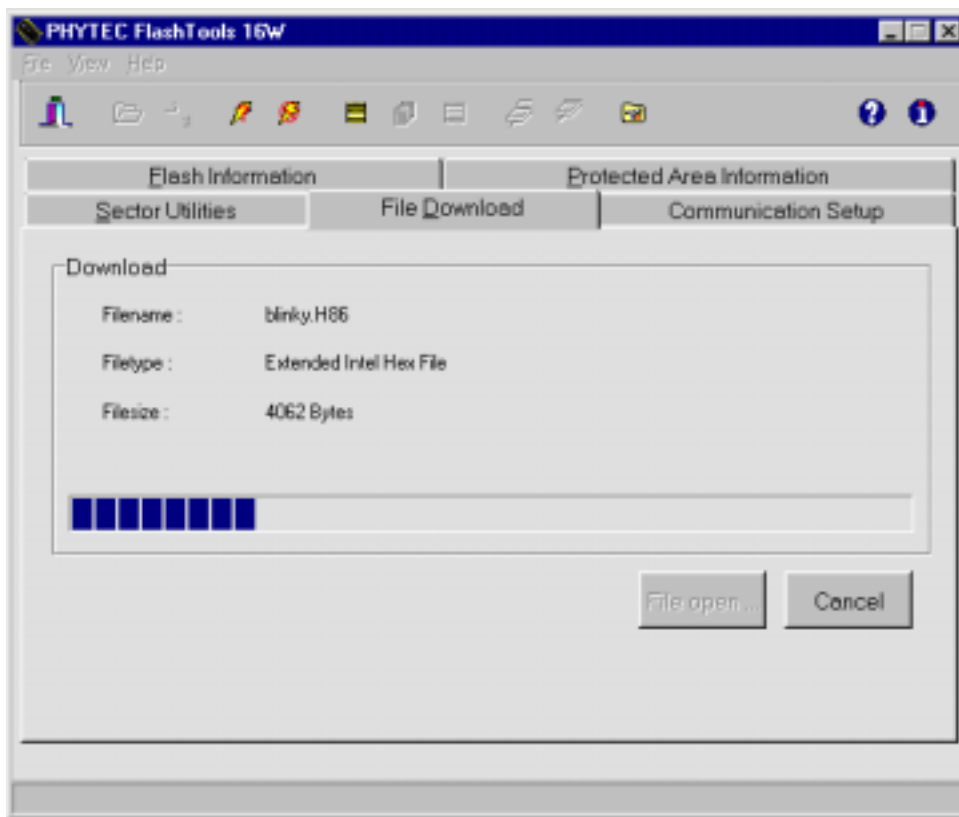 PHYTEC FlashTools 16W
File View Help
Flash Information Protected Area Information
Sector Utilities File Download Communication Setup
Download
Filename : blinky.H86
Filetype : Extended Intel Hex File
Filesize : 4062 Bytes
File open ... Cancel